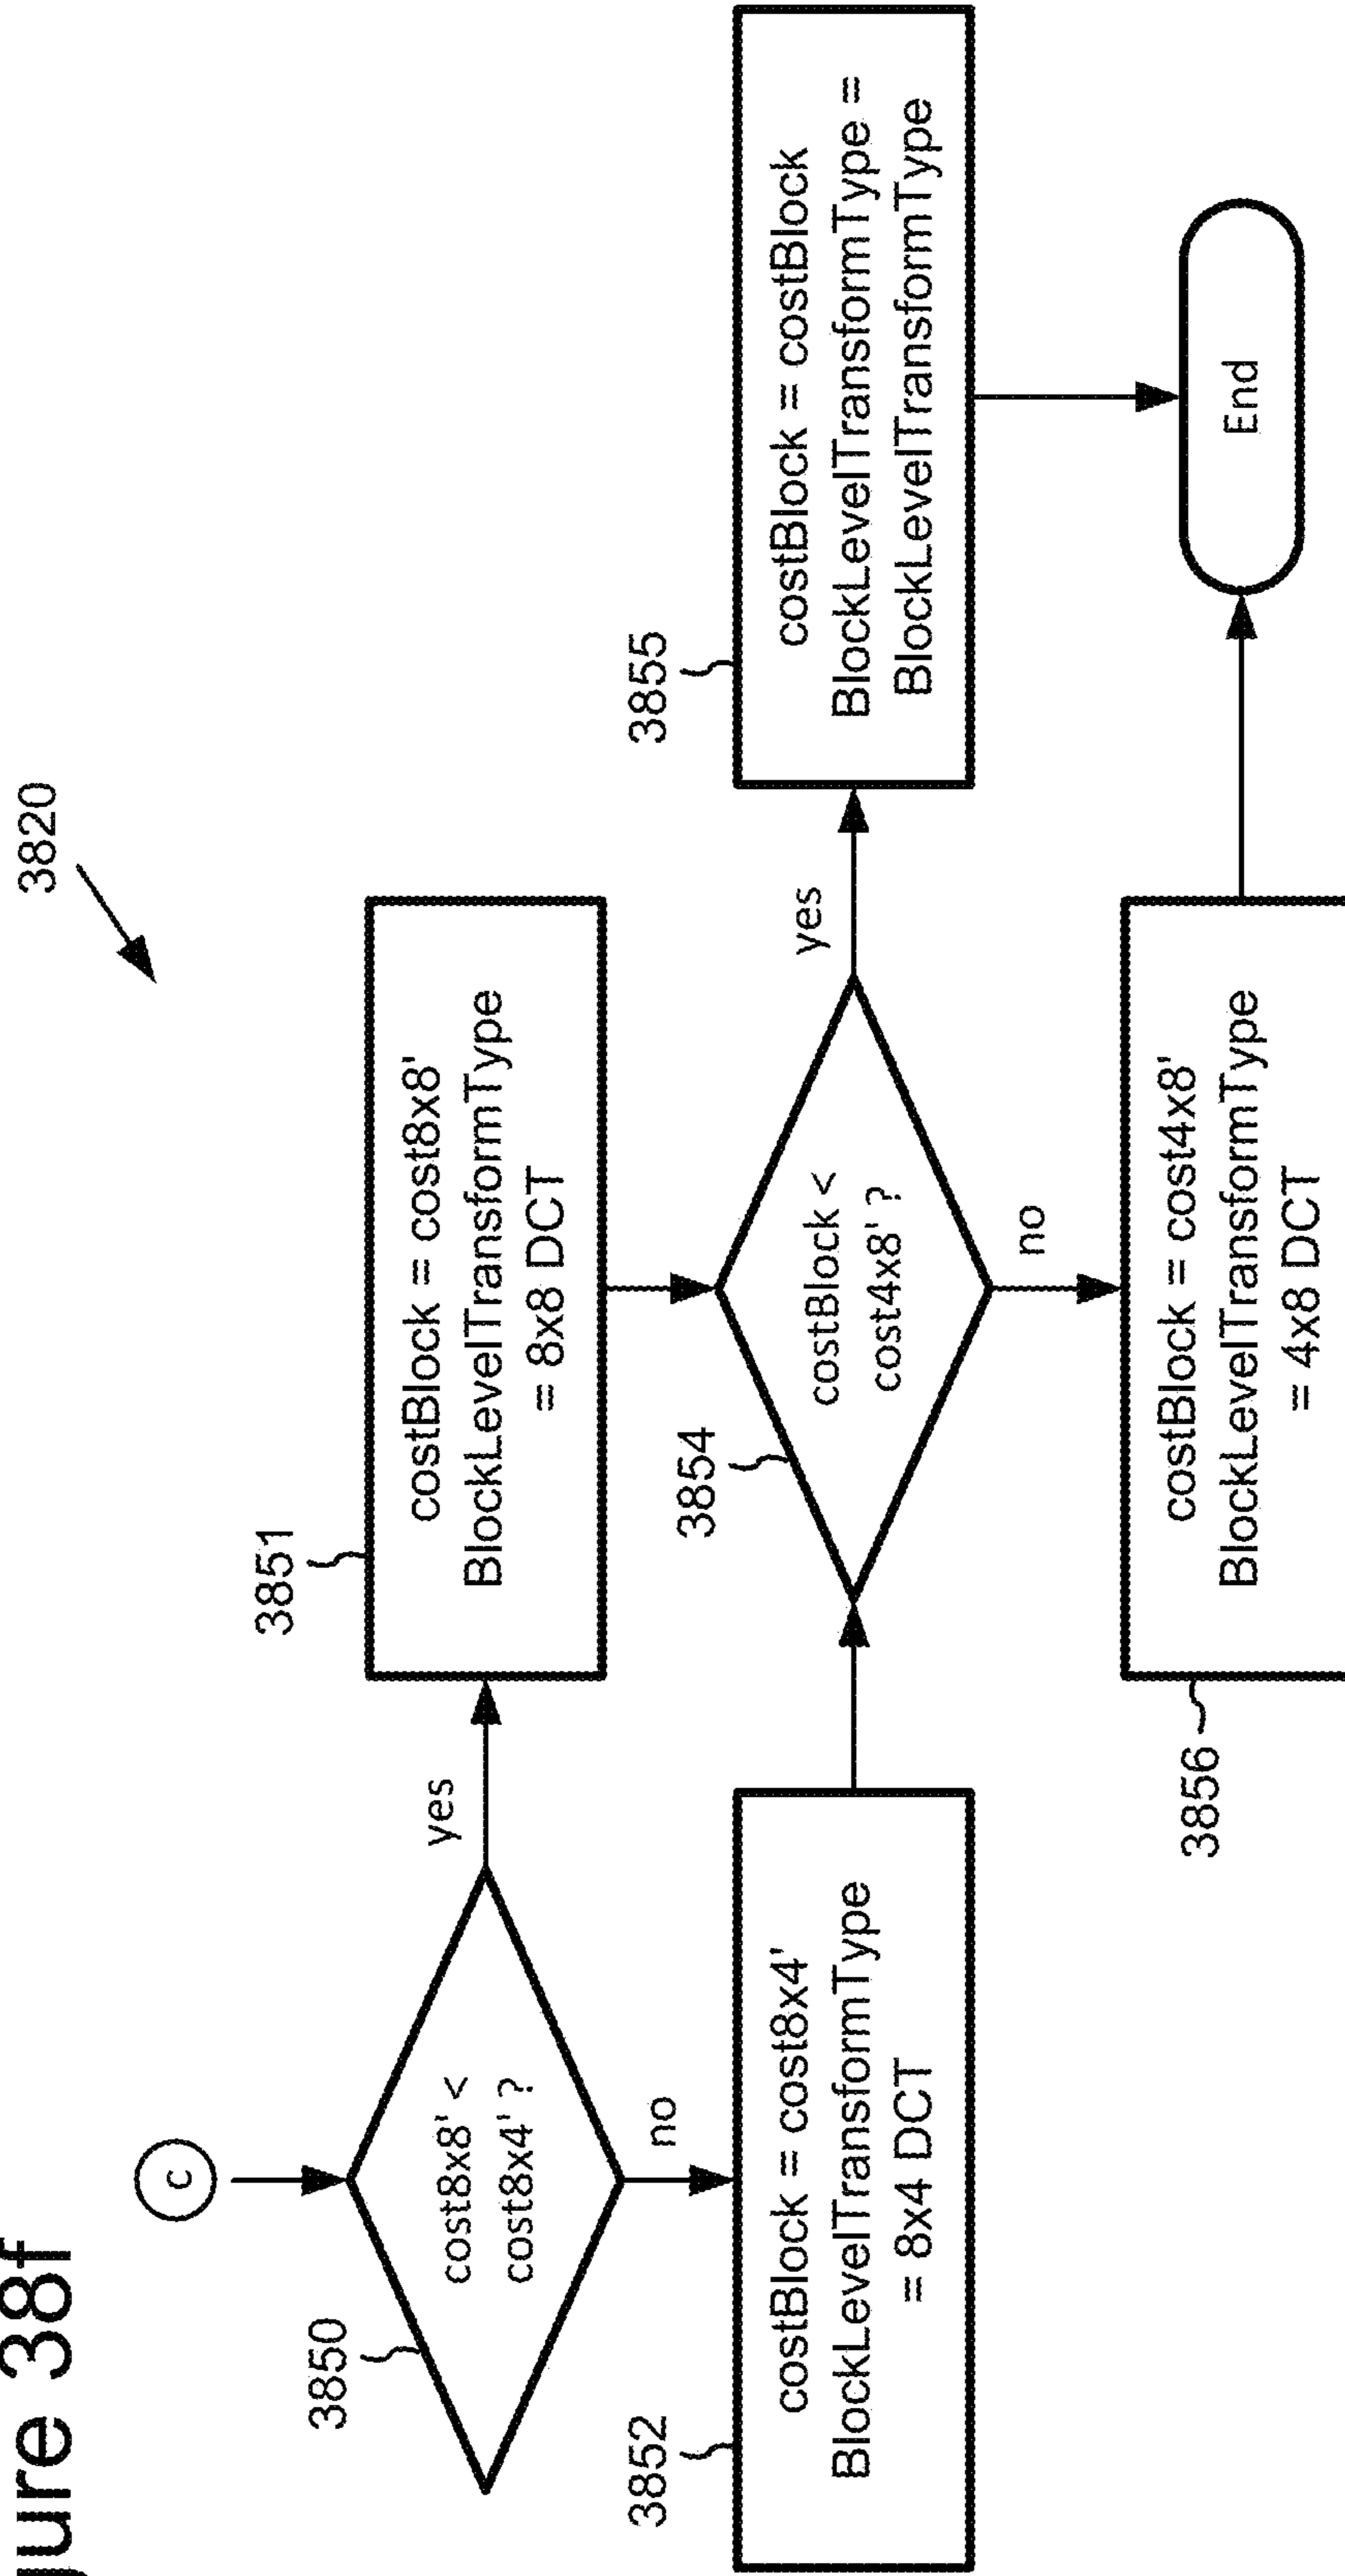 ure 38f
3820
c
3850
cost8x8' <
cost8x4' ?
yes
no
3851
costBlock = cost8x8'
BlockLevelTransformType
= 8x8 DCT
3852
costBlock = cost8x4'
BlockLevelTransformType
= 8x4 DCT
3854
costBlock <
cost4x8' ?
yes
no
3855
costBlock = costBlock
BlockLevelTransformType =
BlockLevelTransformType
3856
costBlock = cost4x8'
BlockLevelTransformType
= 4x8 DCT
End